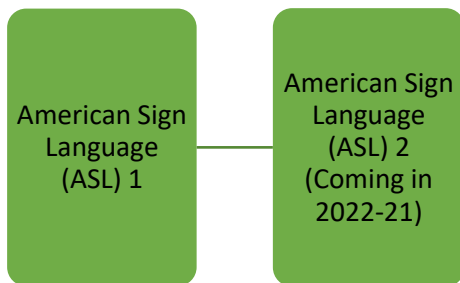 American Sign
Language
(ASL) 1
American Sign
Language
(ASL) 2
(Coming in
2022-21)